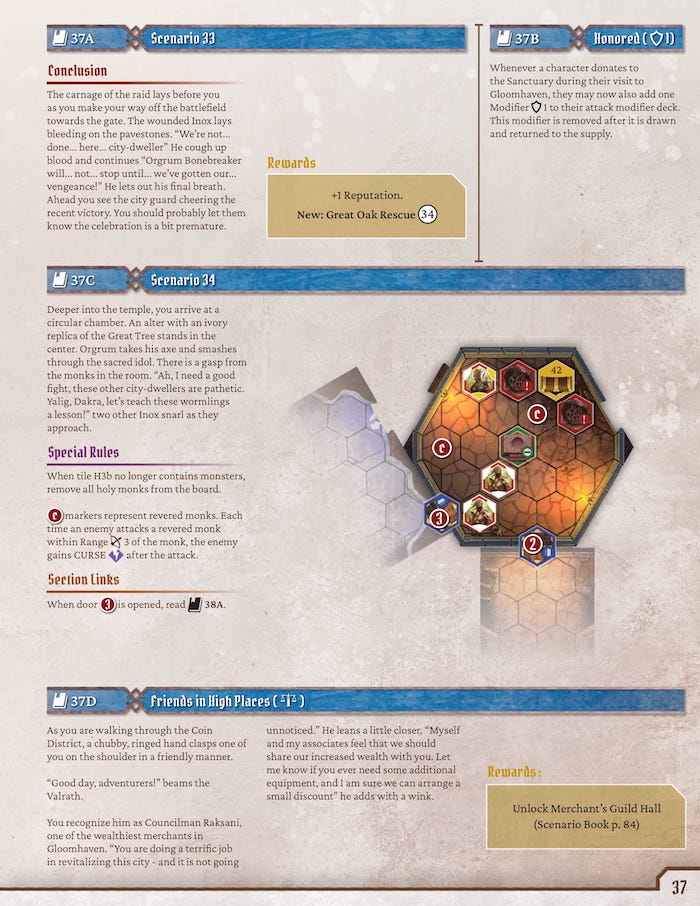 37A
Scenario 33
Conclusion
The carnage of the raid lays before you
as you make your way off the battlefield
towards the gate. The wounded Inox lays
bleeding on the pavestones. “We’re not...
done... here... city-dweller” He cough up
blood and continues “Orgrum Bonebreaker
will... not... stop until... we’ve gotten our...
vengeance!” He lets out his final breath.
Ahead you see the city guard cheering the
recent victory. You should probably let them
know the celebration is a bit premature.
Rewards
+1 Reputation.
New: Great Oak Rescue 34
37B
Honored ( 1)
Whenever a character donates to
the Sanctuary during their visit to
Gloomhaven, they may now also add one
Modifier 1 to their attack modifier deck.
This modifier is removed after it is drawn
and returned to the supply.
37C
Scenario 34
Deeper into the temple, you arrive at a
circular chamber. An alter with an ivory
replica of the Great Tree stands in the
center. Orgrum takes his axe and smashes
through the sacred idol. There is a gasp from
the monks in the room. “Ah, I need a good
fight, these other city-dwellers are pathetic.
Yalig, Dakra, let’s teach these wormlings
a lesson!” two other Inox snarl as they
approach.
Special Rules
When tile H3b no longer contains monsters,
remove all holy monks from the board.
c markers represent revered monks. Each
time an enemy attacks a revered monk
within Range 3 of the monk, the enemy
gains CURSE after the attack.
Section Links
When door 3 is opened, read 38A.
42
!
c
!
c
3
2
37D
Friends in High Places ( )
As you are walking through the Coin
District, a chubby, ringed hand clasps one of
you on the shoulder in a friendly manner.
“Good day, adventurers!” beams the
Valrath.
You recognize him as Councilman Raksani,
one of the wealthiest merchants in
Gloomhaven. “You are doing a terrific job
in revitalizing this city - and it is not going
unnoticed.” He leans a little closer, “Myself
and my associates feel that we should
share our increased wealth with you. Let
me know if you ever need some additional
equipment, and I am sure we can arrange a
small discount” he adds with a wink.
Rewards:
Unlock Merchant’s Guild Hall
(Scenario Book p. 84)
37